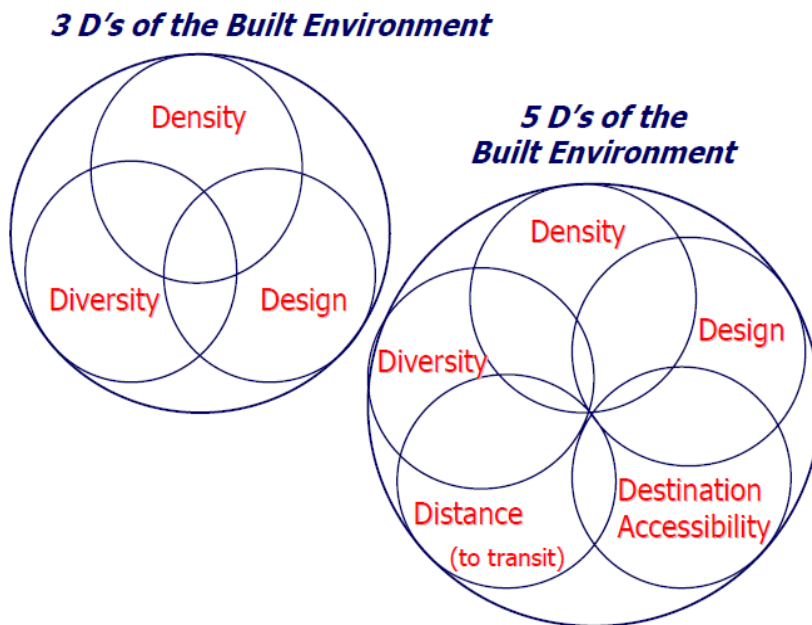 3 D’s of the Built Environment
Density
Diversity
Design
5 D’s of the
Built Environment
Density
Design
Diversity
Distance
(to transit)
Destination
Accessibility